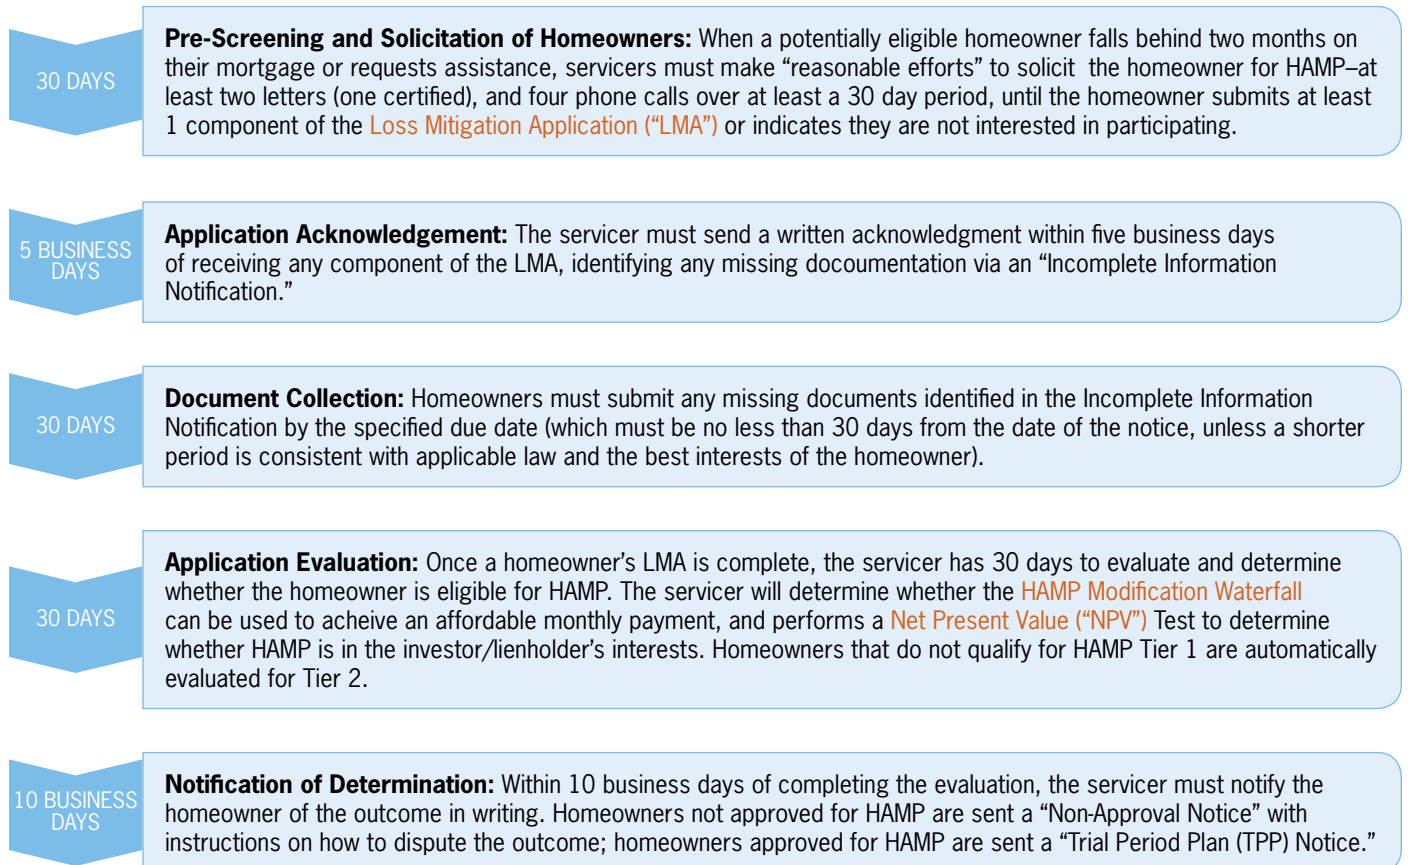 30 DAYS
Pre-Screening and Solicitation of Homeowners: When a potentially eligible homeowner falls behind two months on
their mortgage or requests assistance, servicers must make “reasonable efforts” to solicit the homeowner for HAMP–at
least two letters (one certified), and four phone calls over at least a 30 day period, until the homeowner submits at least
1 component of the Loss Mitigation Application (“LMA”) or indicates they are not interested in participating.
5 BUSINESS
DAYS
Application Acknowledgement: The servicer must send a written acknowledgment within five business days
of receiving any component of the LMA, identifying any missing docoumentation via an “Incomplete Information
Notification.”
30 DAYS
Document Collection: Homeowners must submit any missing documents identified in the Incomplete Information
Notification by the specified due date (which must be no less than 30 days from the date of the notice, unless a shorter
period is consistent with applicable law and the best interests of the homeowner).
30 DAYS
Application Evaluation: Once a homeowner’s LMA is complete, the servicer has 30 days to evaluate and determine
whether the homeowner is eligible for HAMP. The servicer will determine whether the HAMP Modification Waterfall
can be used to acheive an affordable monthly payment, and performs a Net Present Value (“NPV”) Test to determine
whether HAMP is in the investor/lienholder’s interests. Homeowners that do not qualify for HAMP Tier 1 are automatically
evaluated for Tier 2.
10 BUSINESS
DAYS
Notification of Determination: Within 10 business days of completing the evaluation, the servicer must notify the
homeowner of the outcome in writing. Homeowners not approved for HAMP are sent a “Non-Approval Notice” with
instructions on how to dispute the outcome; homeowners approved for HAMP are sent a “Trial Period Plan (TPP) Notice.”